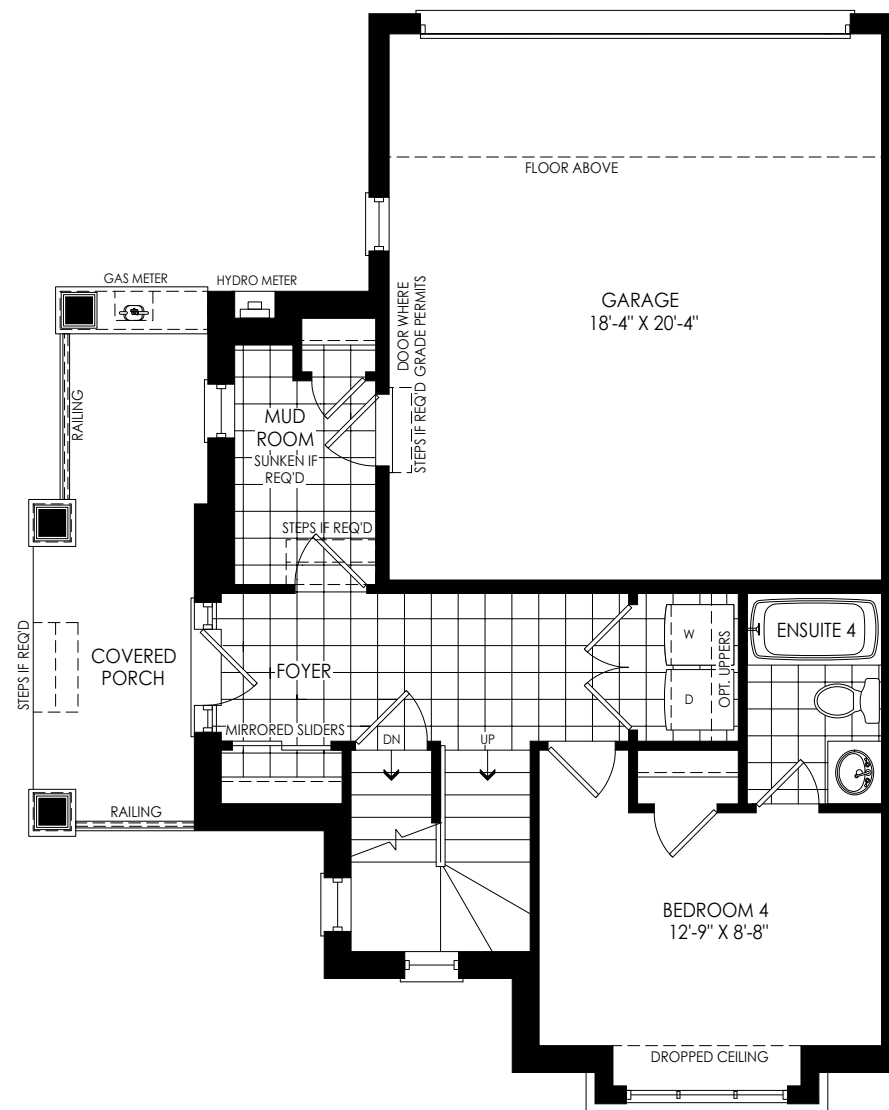 FLOOR ABOVE
GARAGE
18'-4" X 20'-4"
GAS METER
HYDRO METER
DOOR WHERE
GRADE PERMITS
STEPS IF REQ'D
RAILING
MUD
ROOM
SUNKEN IF
REQ'D
STEPS IF REQ'D
STEPS IF REQ'D
COVERED
PORCH
FOYER
MIRRORED SLIDERS
W
D
OPT. UPPERS
ENSUITE 4
DN
UP
RAILING
BEDROOM 4
12'-9" X 8'-8"
DROPPED CEILING